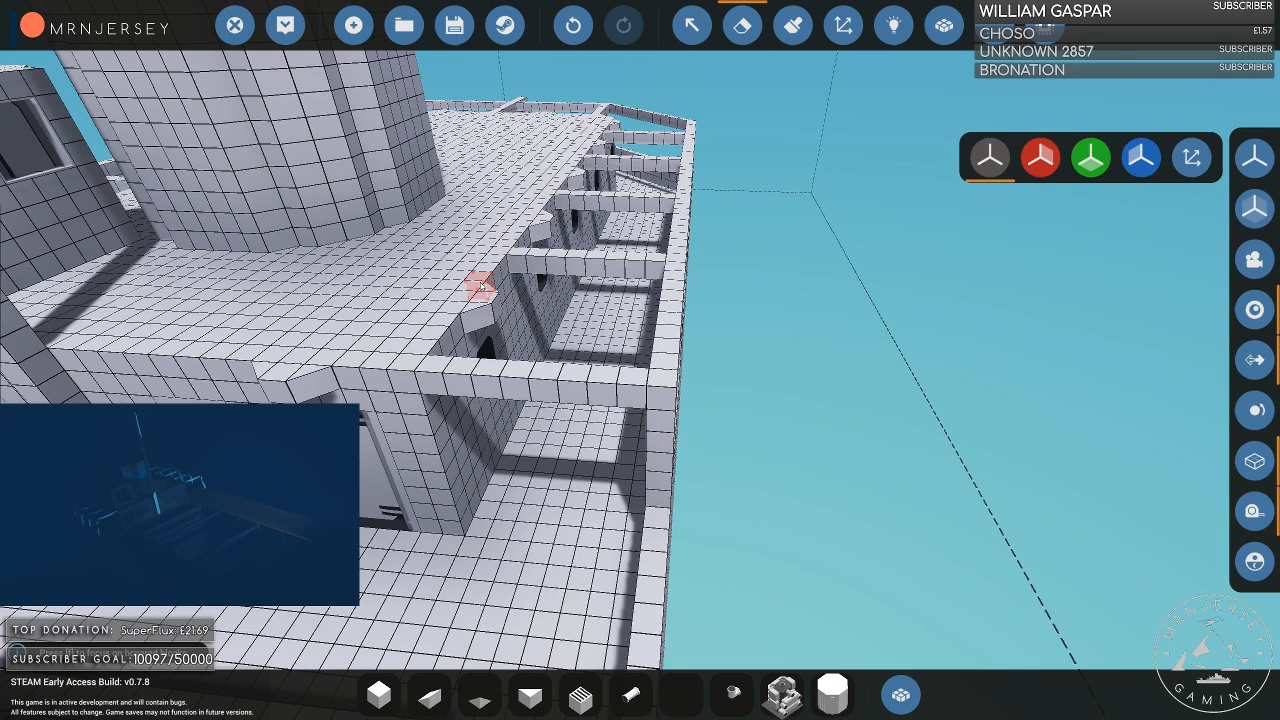 MRNJERSEY
WILLIAM GASPAR SUBSCRIBER
CHOSO £1.57
UNKNOWN 2857 SUBSCRIBER
BRONATION SUBSCRIBER
TOP DONATION: SuperFlux: £21.69
SUBSCRIBER GOAL: 10097/50000
STEAM Early Access Build: v0.7.8
This game is in active development and will contain bugs.
All features subject to change. Game saves may not function in future versions.
MRNJERSEY
GAMING